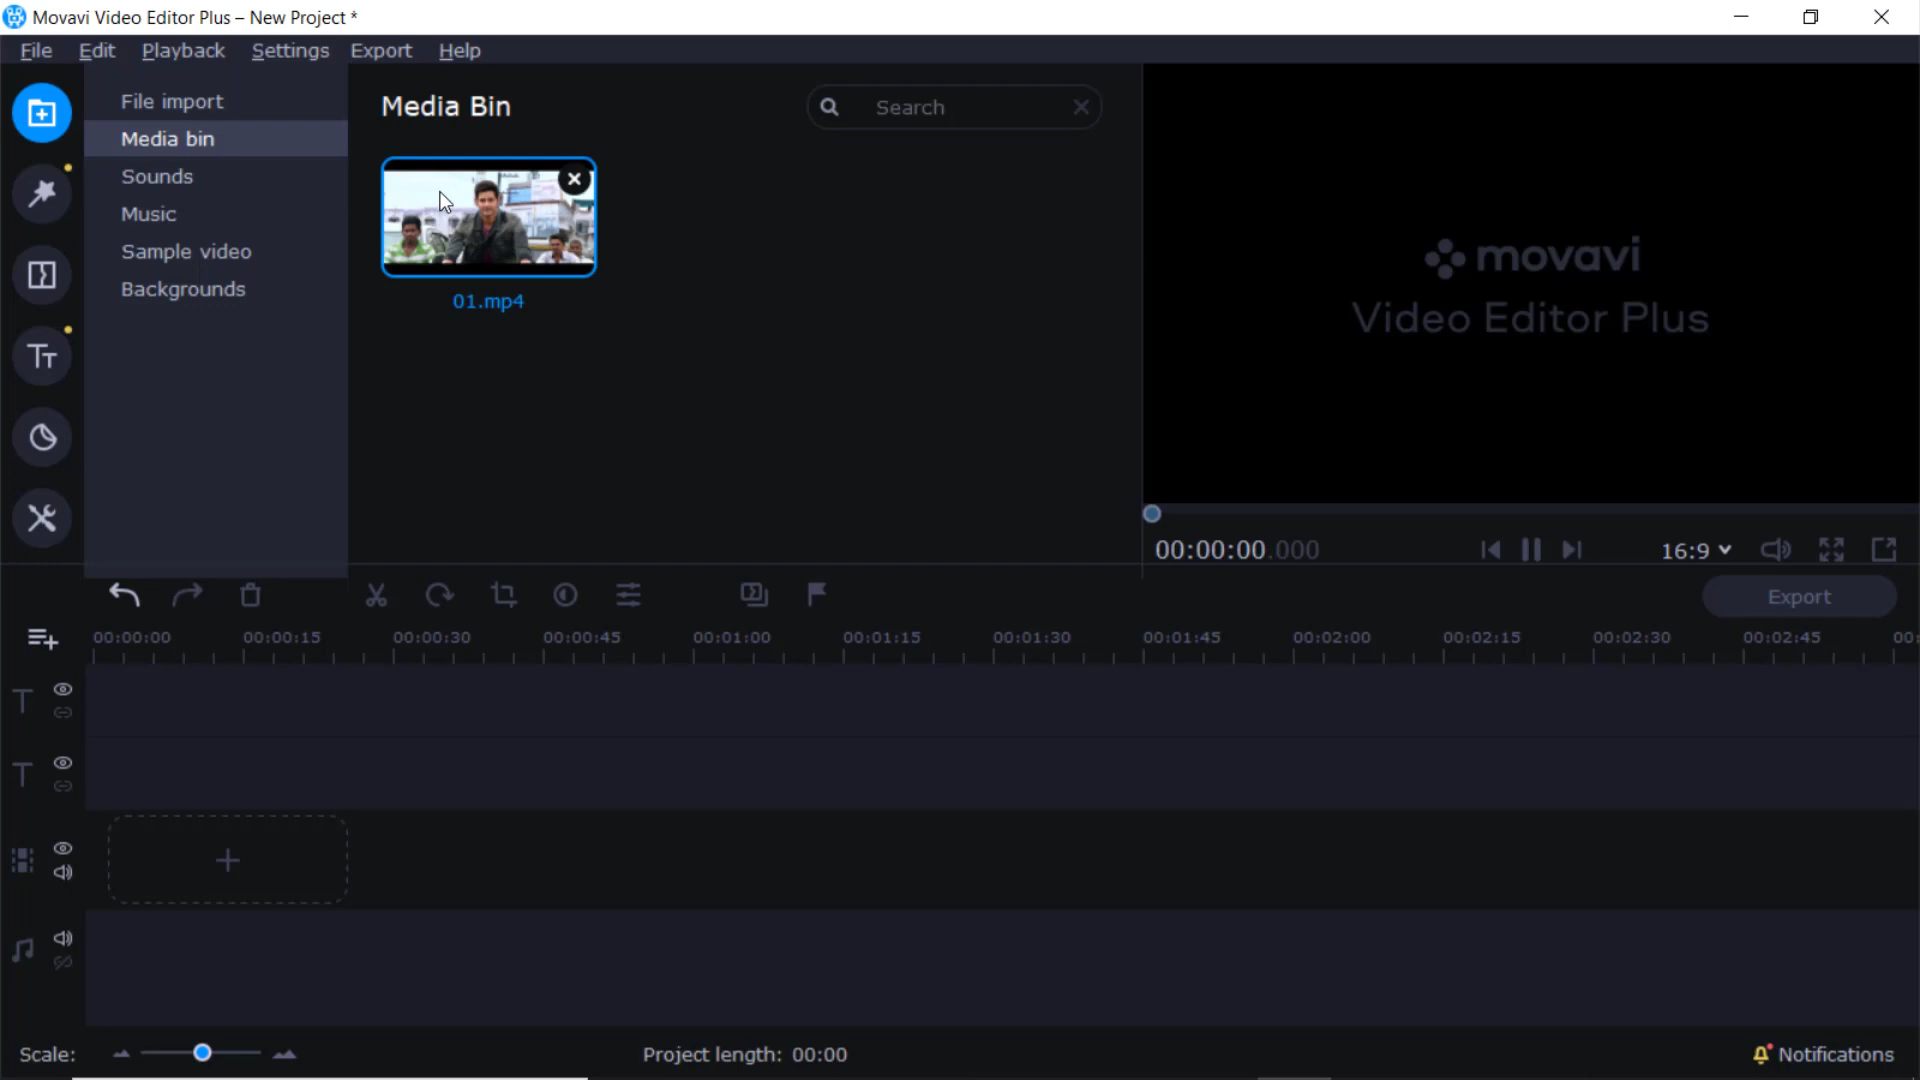 Movavi Video Editor Plus – New Project *
File Edit Playback Settings Export Help
File import
Media bin
Sounds
Music
Sample video
Backgrounds
Media Bin
Search
01.mp4
movavi
Video Editor Plus
00:00:00.000
16:9
Export
00:00:00 00:00:15 00:00:30 00:00:45 00:01:00 00:01:15 00:01:30 00:01:45 00:02:00 00:02:15 00:02:30 00:02:45 00:
Scale:
Project length: 00:00
Notifications